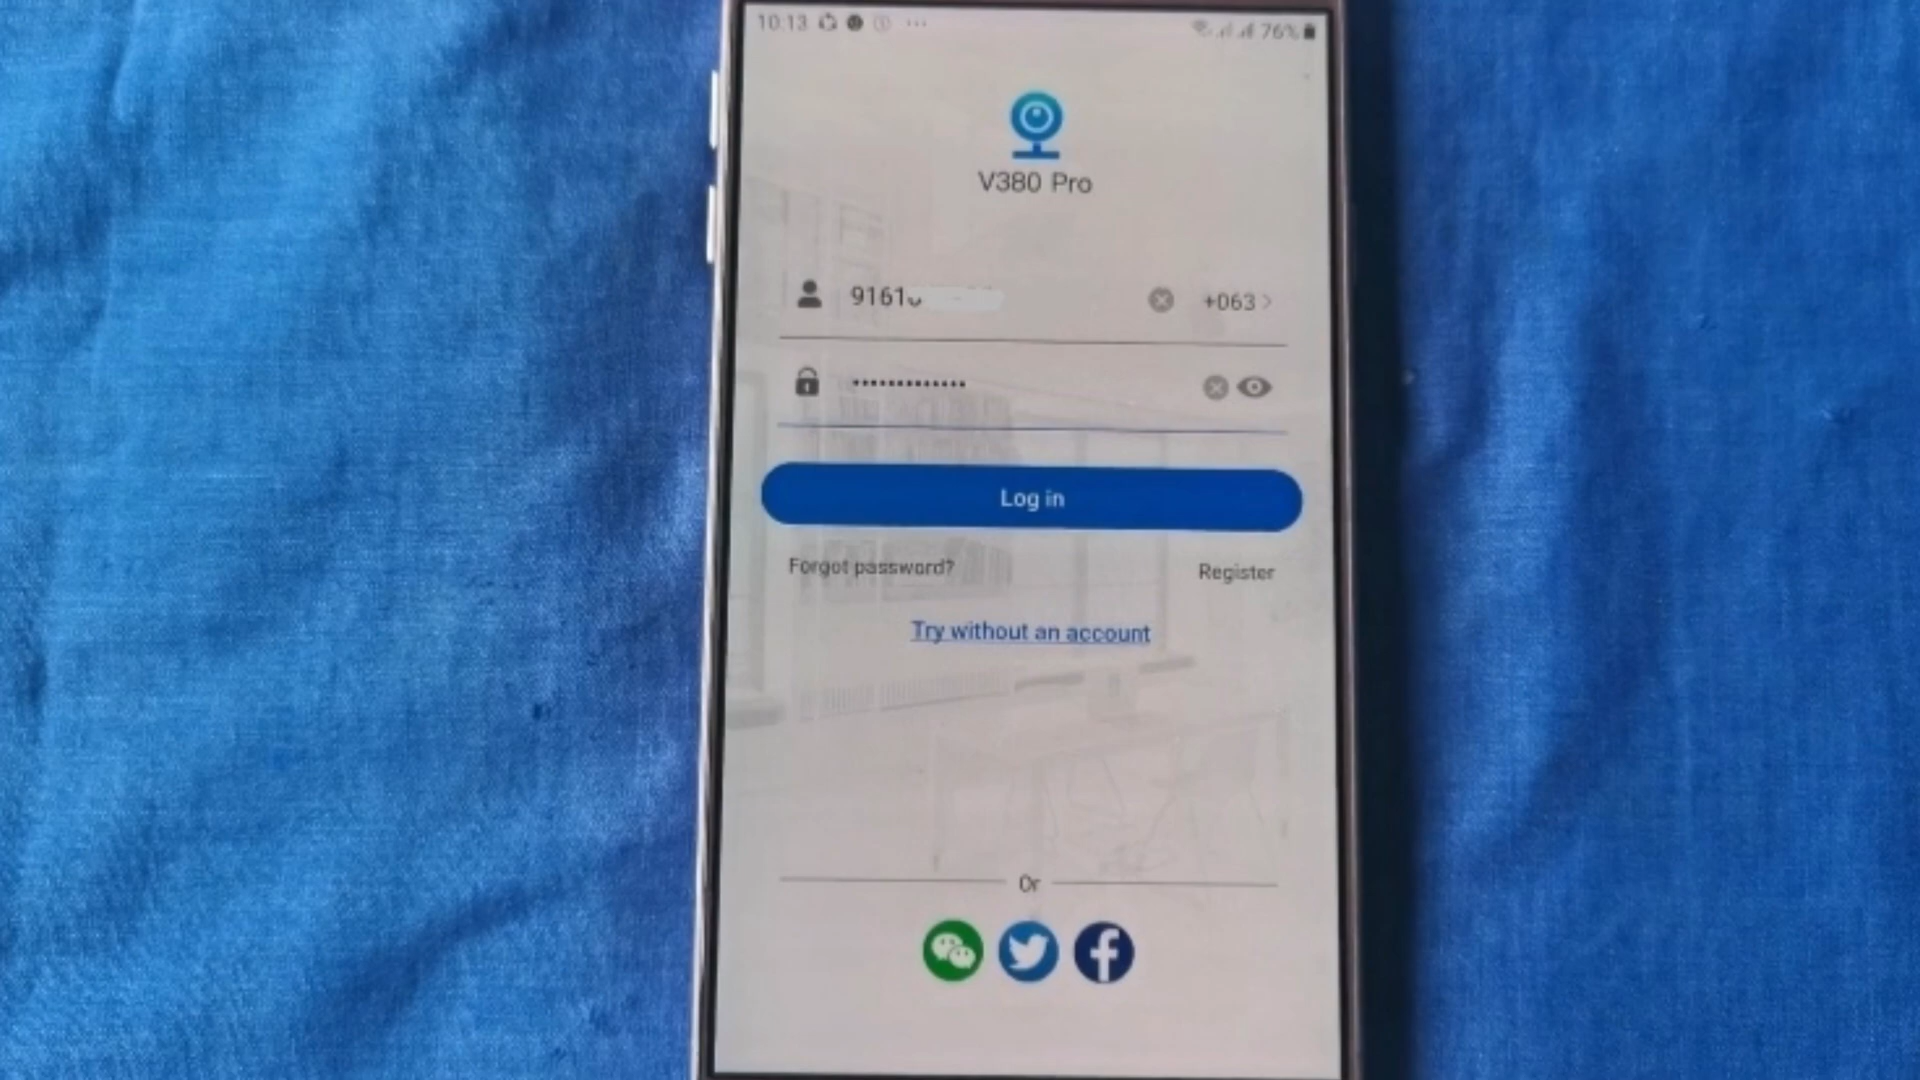 10:13
76%
V380 Pro
9161
+063
Log in
Forgot password?
Register
Try without an account
Or